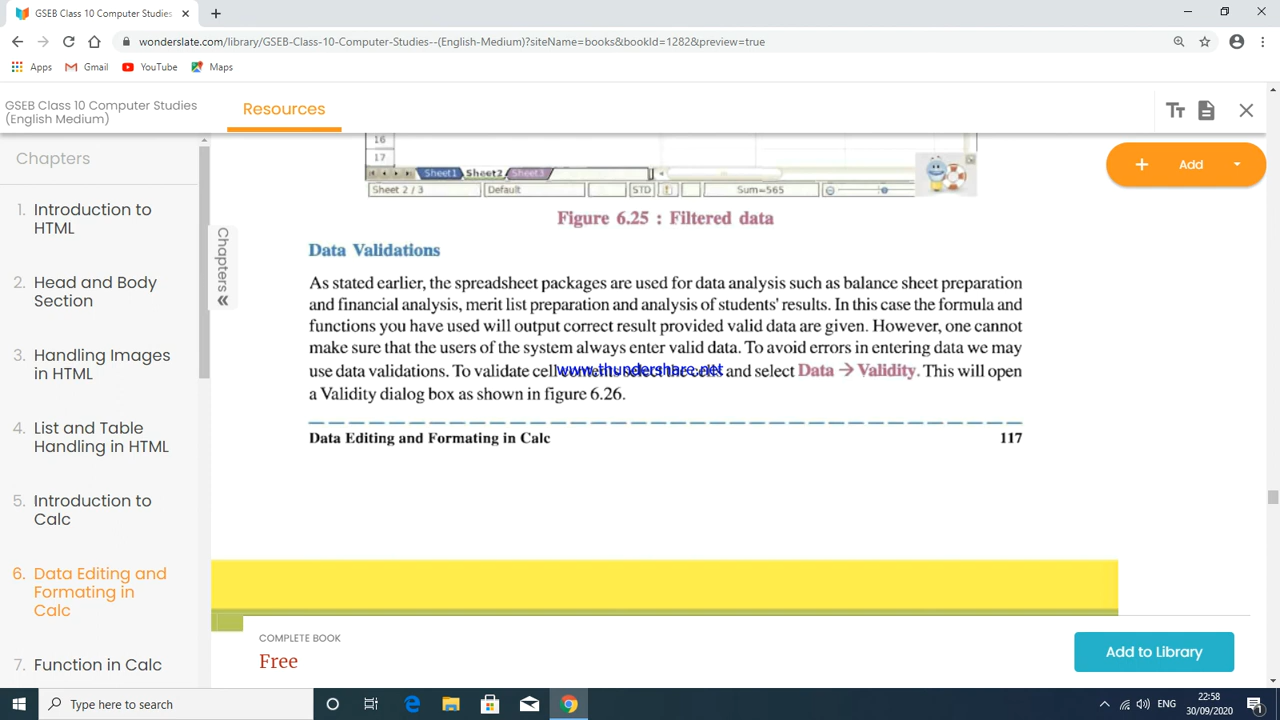 GSEB Class 10 Computer Studies
wonderslate.com/library/GSEB-Class-10-Computer-Studies--(English-Medium)?siteName=books&bookId=1282&preview=true
Apps Gmail YouTube Maps
GSEB Class 10 Computer Studies
(English Medium)
Resources
Chapters
Add
1. Introduction to
HTML
2. Head and Body
Section
3. Handling Images
in HTML
4. List and Table
Handling in HTML
5. Introduction to
Calc
6. Data Editing and
Formating in
Calc
7. Function in Calc
Chapters
16
17
Sheet1 Sheet2 Sheet3
Sheet 2 / 3 Default STD Sum=565
Figure 6.25 : Filtered data
Data Validations
As stated earlier, the spreadsheet packages are used for data analysis such as balance sheet preparation
and financial analysis, merit list preparation and analysis of students' results. In this case the formula and
functions you have used will output correct result provided valid data are given. However, one cannot
make sure that the users of the system always enter valid data. To avoid errors in entering data we may
use data validations. To validate cell contents select the cells and select Data → Validity. This will open
www.thundershare.net
a Validity dialog box as shown in figure 6.26.
Data Editing and Formating in Calc 117
COMPLETE BOOK
Free
Add to Library
Type here to search
ENG
22:58
30/09/2020